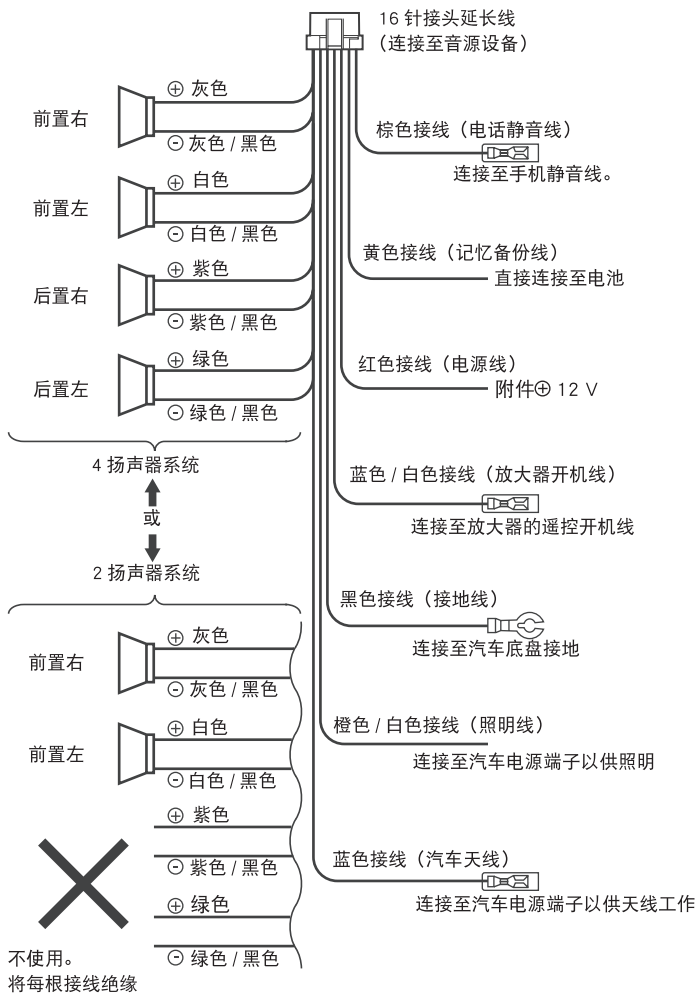 16 针接头延长线
（连接至音源设备）
⊕ 灰色
前置右
⊖ 灰色 / 黑色
⊕ 白色
前置左
⊖ 白色 / 黑色
⊕ 紫色
后置右
⊖ 紫色 / 黑色
⊕ 绿色
后置左
⊖ 绿色 / 黑色
4 扬声器系统
或
2 扬声器系统
⊕ 灰色
前置右
⊖ 灰色 / 黑色
⊕ 白色
前置左
⊖ 白色 / 黑色
⊕ 紫色
⊖ 紫色 / 黑色
⊕ 绿色
⊖ 绿色 / 黑色
不使用。
将每根接线绝缘
棕色接线（电话静音线）
连接至手机静音线。
黄色接线（记忆备份线）
直接连接至电池
红色接线（电源线）
附件⊕ 12 V
蓝色 / 白色接线（放大器开机线）
连接至放大器的遥控开机线
黑色接线（接地线）
连接至汽车底盘接地
橙色 / 白色接线（照明线）
连接至汽车电源端子以供照明
蓝色接线（汽车天线）
连接至汽车电源端子以供天线工作